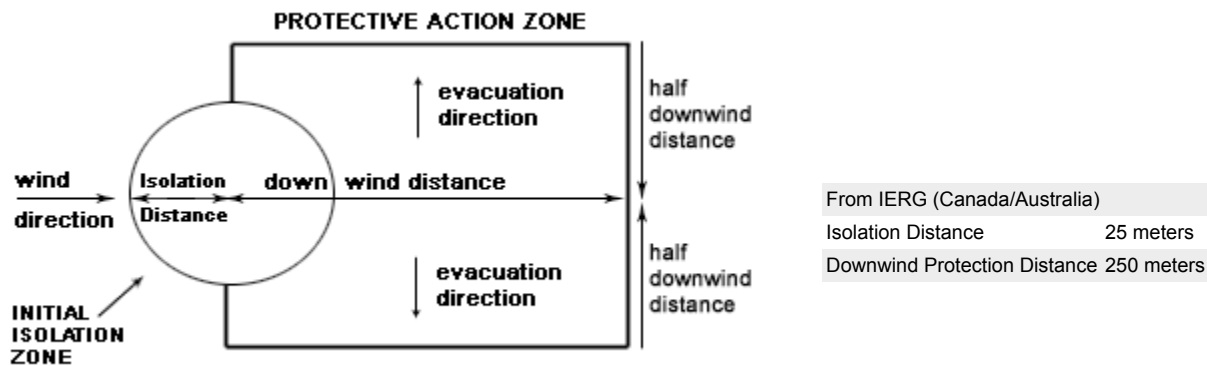 PROTECTIVE ACTION ZONE
evacuation
direction
half
downwind
distance
wind
direction
Isolation
Distance
down wind distance
evacuation
direction
half
downwind
distance
INITIAL
ISOLATION
ZONE
From IERG (Canada/Australia)
Isolation Distance 25 meters
Downwind Protection Distance 250 meters